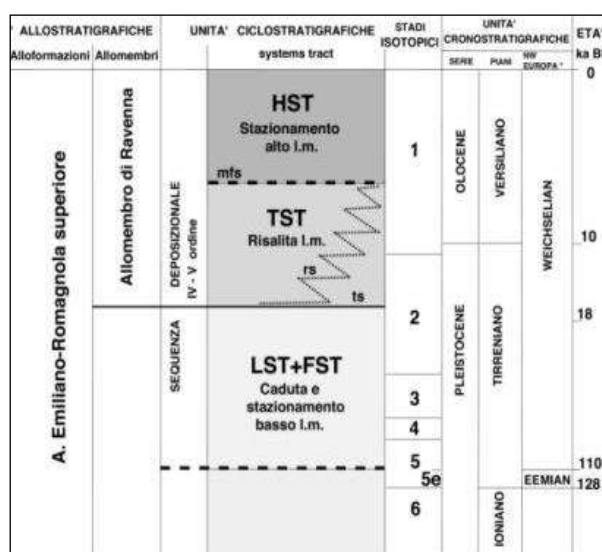 ' ALLOSTRATIGRAFICHE
Alloformazioni
Allomembri
UNITA' CICLOSTRATIGRAFICHE
systems tract
STADI
ISOTOPICI
UNITA'
CRONOSTRATIGRAFICHE
SERIE
PIANI
NW
EUROPA *
ETA'
ka B
A. Emiliano-Romagnola superiore
Allomembro di Ravenna
SEQUENZA DEPOSIZIONALE
IV - V ordine
HST
Stazionamento
alto l.m.
mfs
TST
Risalita l.m.
rs
ts
LST+FST
Caduta e
stazionamento
basso l.m.
1
2
3
4
5
5e
6
OLOCENE
PLEISTOCENE
VERSILIANO
TIRRENIANO
IONIANO
WEICHSELIAN
EEMIAN
0
10
18
110
128